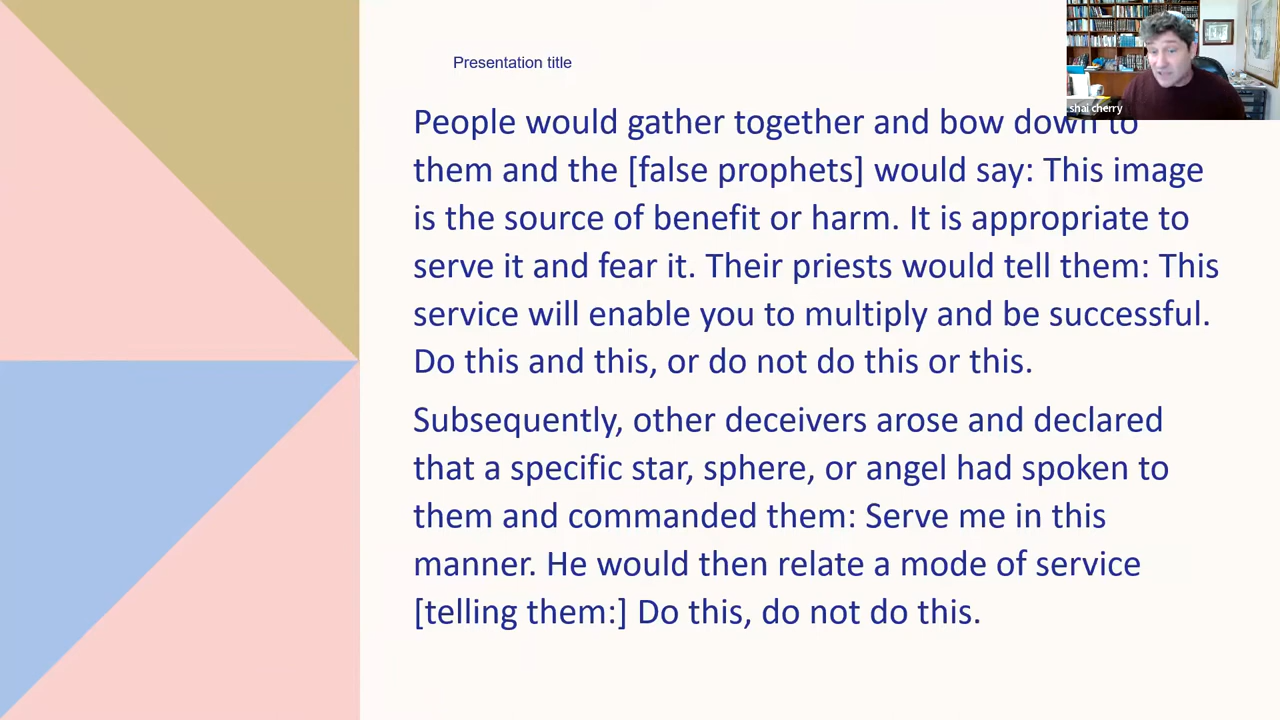 Presentation title
shai cherry
People would gather together and bow down to
them and the [false prophets] would say: This image
is the source of benefit or harm. It is appropriate to
serve it and fear it. Their priests would tell them: This
service will enable you to multiply and be successful.
Do this and this, or do not do this or this.
Subsequently, other deceivers arose and declared
that a specific star, sphere, or angel had spoken to
them and commanded them: Serve me in this
manner. He would then relate a mode of service
[telling them:] Do this, do not do this.